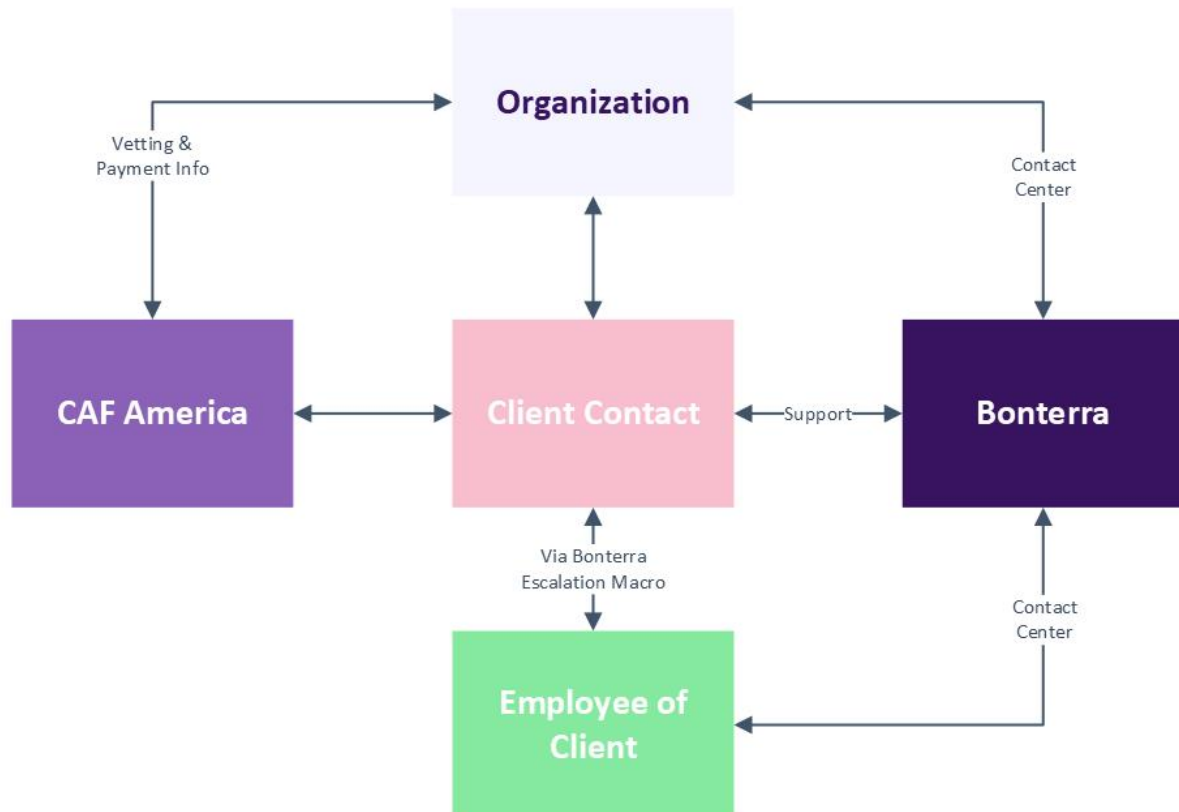 Organization
Vetting &
Payment Info
Contact
Center
CAF America
Client Contact
Support
Bonterra
Via Bonterra
Escalation Macro
Contact
Center
Employee of
Client